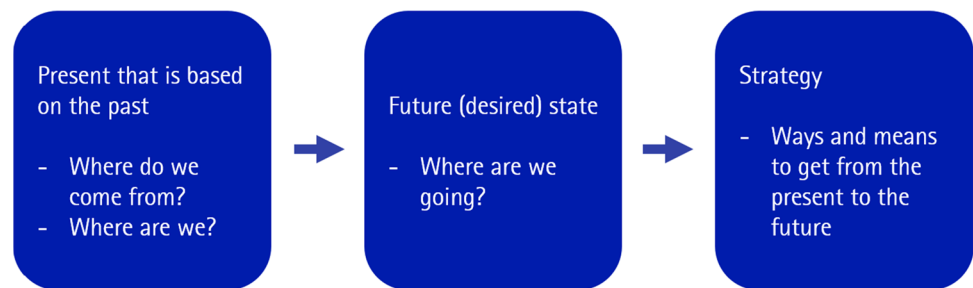 Present that is based
on the past
- Where do we
come from?
- Where are we?
Future (desired) state
- Where are we
going?
Strategy
- Ways and means
to get from the
present to the
future